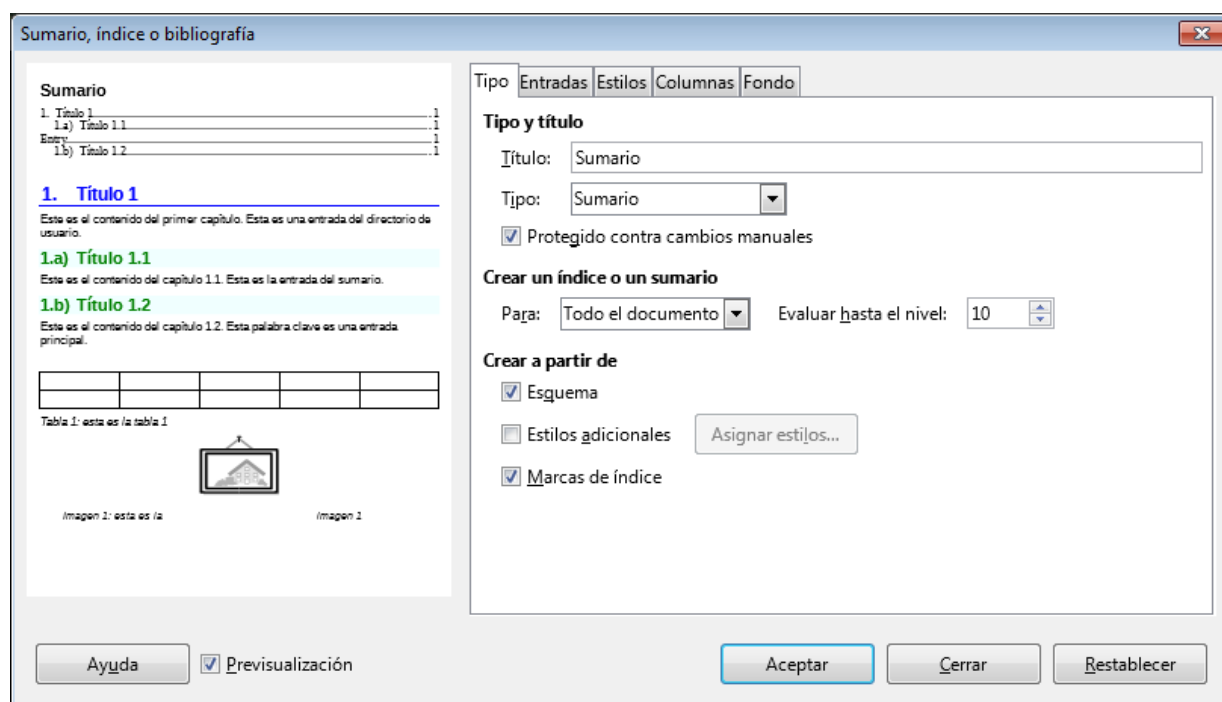 Sumario, índice o bibliografía
Sumario
1. Título 1 1
1.a) Título 1.1 1
Entry 1
1.b) Título 1.2 1
1. Título 1
Este es el contenido del primer capítulo. Esta es una entrada del directorio de
usuario.
1.a) Título 1.1
Este es el contenido del capítulo 1.1. Esta es la entrada del sumario.
1.b) Título 1.2
Este es el contenido del capítulo 1.2. Esta palabra clave es una entrada
principal.
Tabla 1: esta es la tabla 1
Imagen 1: esta es la Imagen 1
Tipo Entradas Estilos Columnas Fondo
Tipo y título
Título: Sumario
Tipo: Sumario
Protegido contra cambios manuales
Crear un índice o un sumario
Para: Todo el documento Evaluar hasta el nivel: 10
Crear a partir de
Esquema
Estilos adicionales Asignar estilos...
Marcas de índice
Ayuda Previsualización Aceptar Cerrar Restablecer